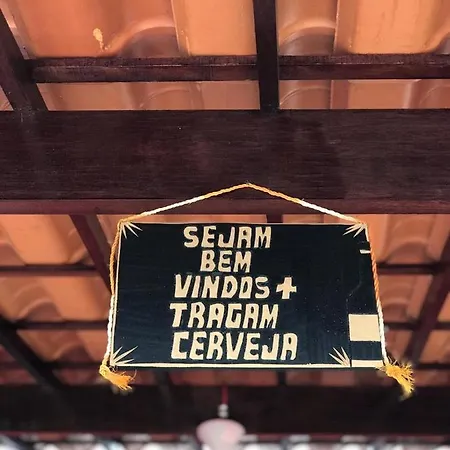 SEJAM
BEM
VINDOS +
TRAGAM
CERVEJA